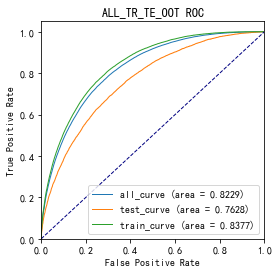 ALL_TR_TE_OOT ROC
True Positive Rate
1.0
0.8
0.6
0.4
0.2
0.0
all_curve (area = 0.8229)
test_curve (area = 0.7628)
train_curve (area = 0.8377)
0.0 0.2 0.4 0.6 0.8 1.0
False Positive Rate